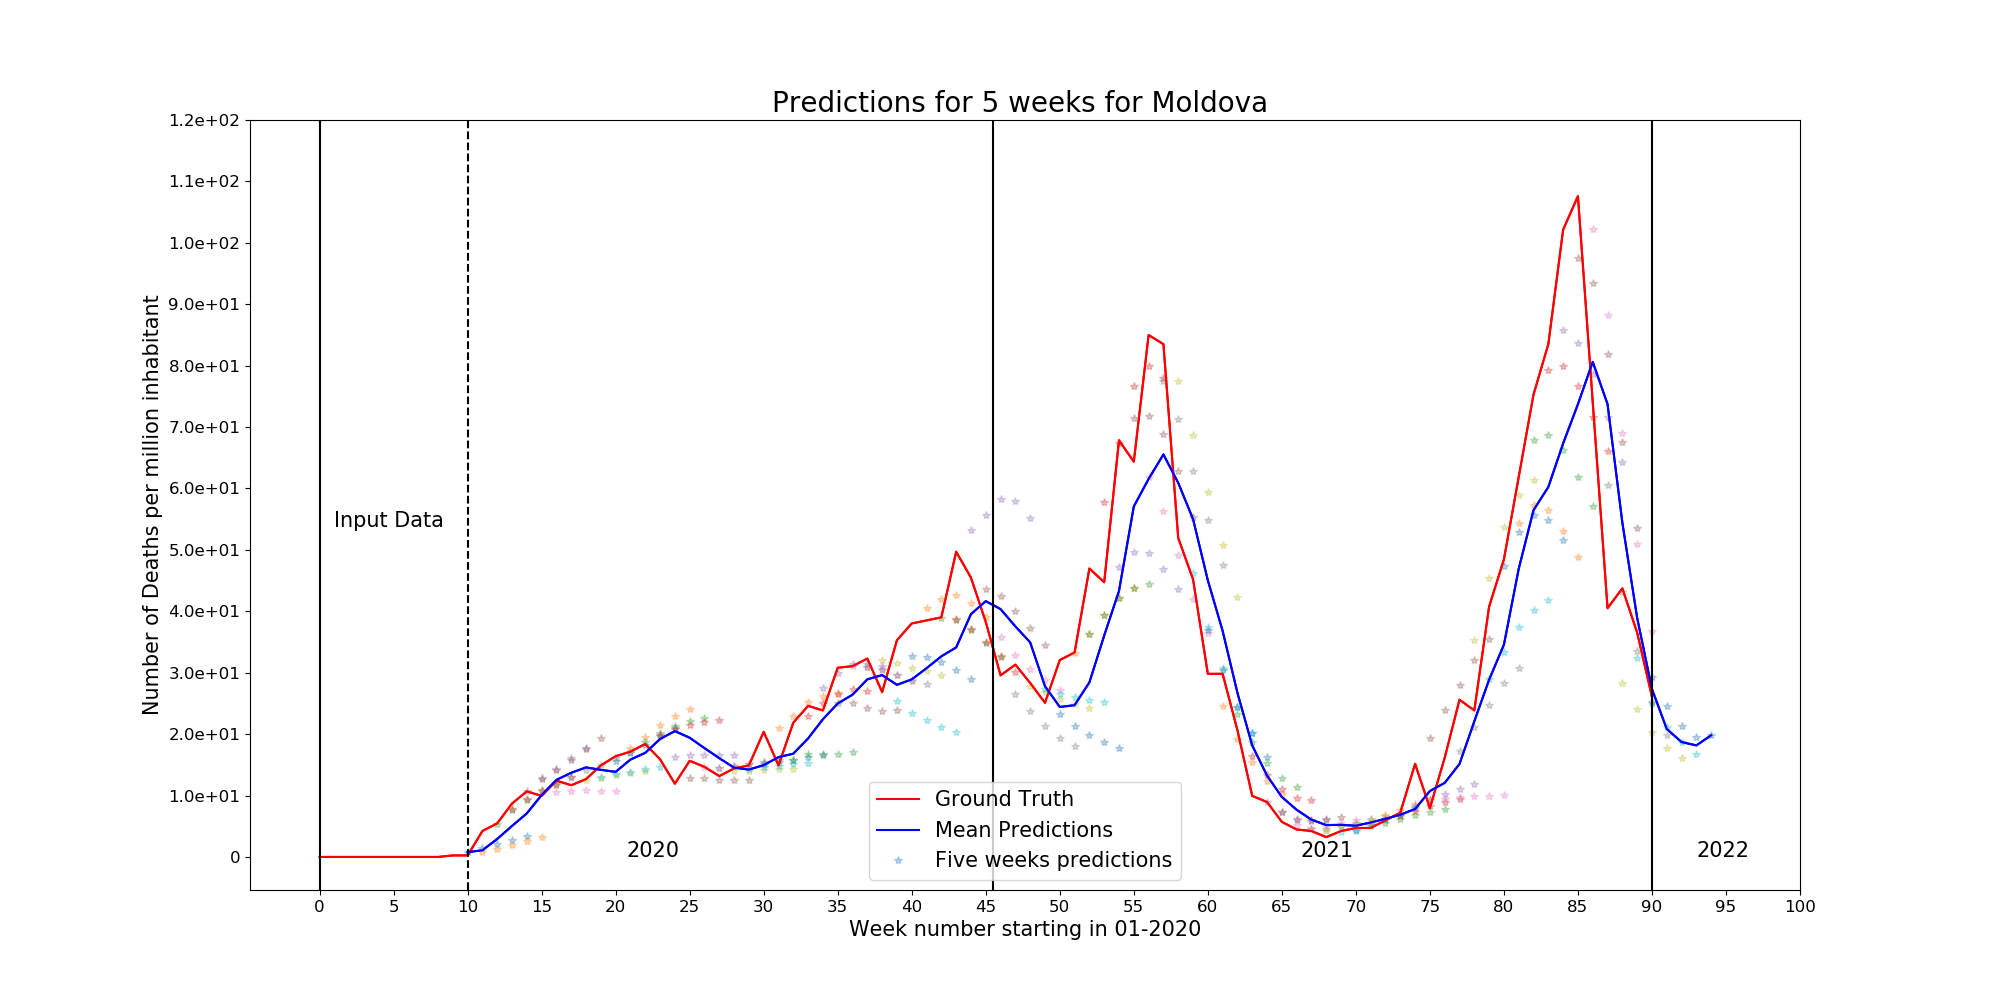 Predictions for 5 weeks for Moldova
1.2e+02
1.1e+02
1.0e+02
9.0e+01
8.0e+01
7.0e+01
6.0e+01
5.0e+01
4.0e+01
3.0e+01
2.0e+01
1.0e+01
0
Number of Deaths per million inhabitant
Input Data
2020
2021
2022
Ground Truth
Mean Predictions
Five weeks predictions
0 5 10 15 20 25 30 35 40 45 50 55 60 65 70 75 80 85 90 95 100
Week number starting in 01-2020